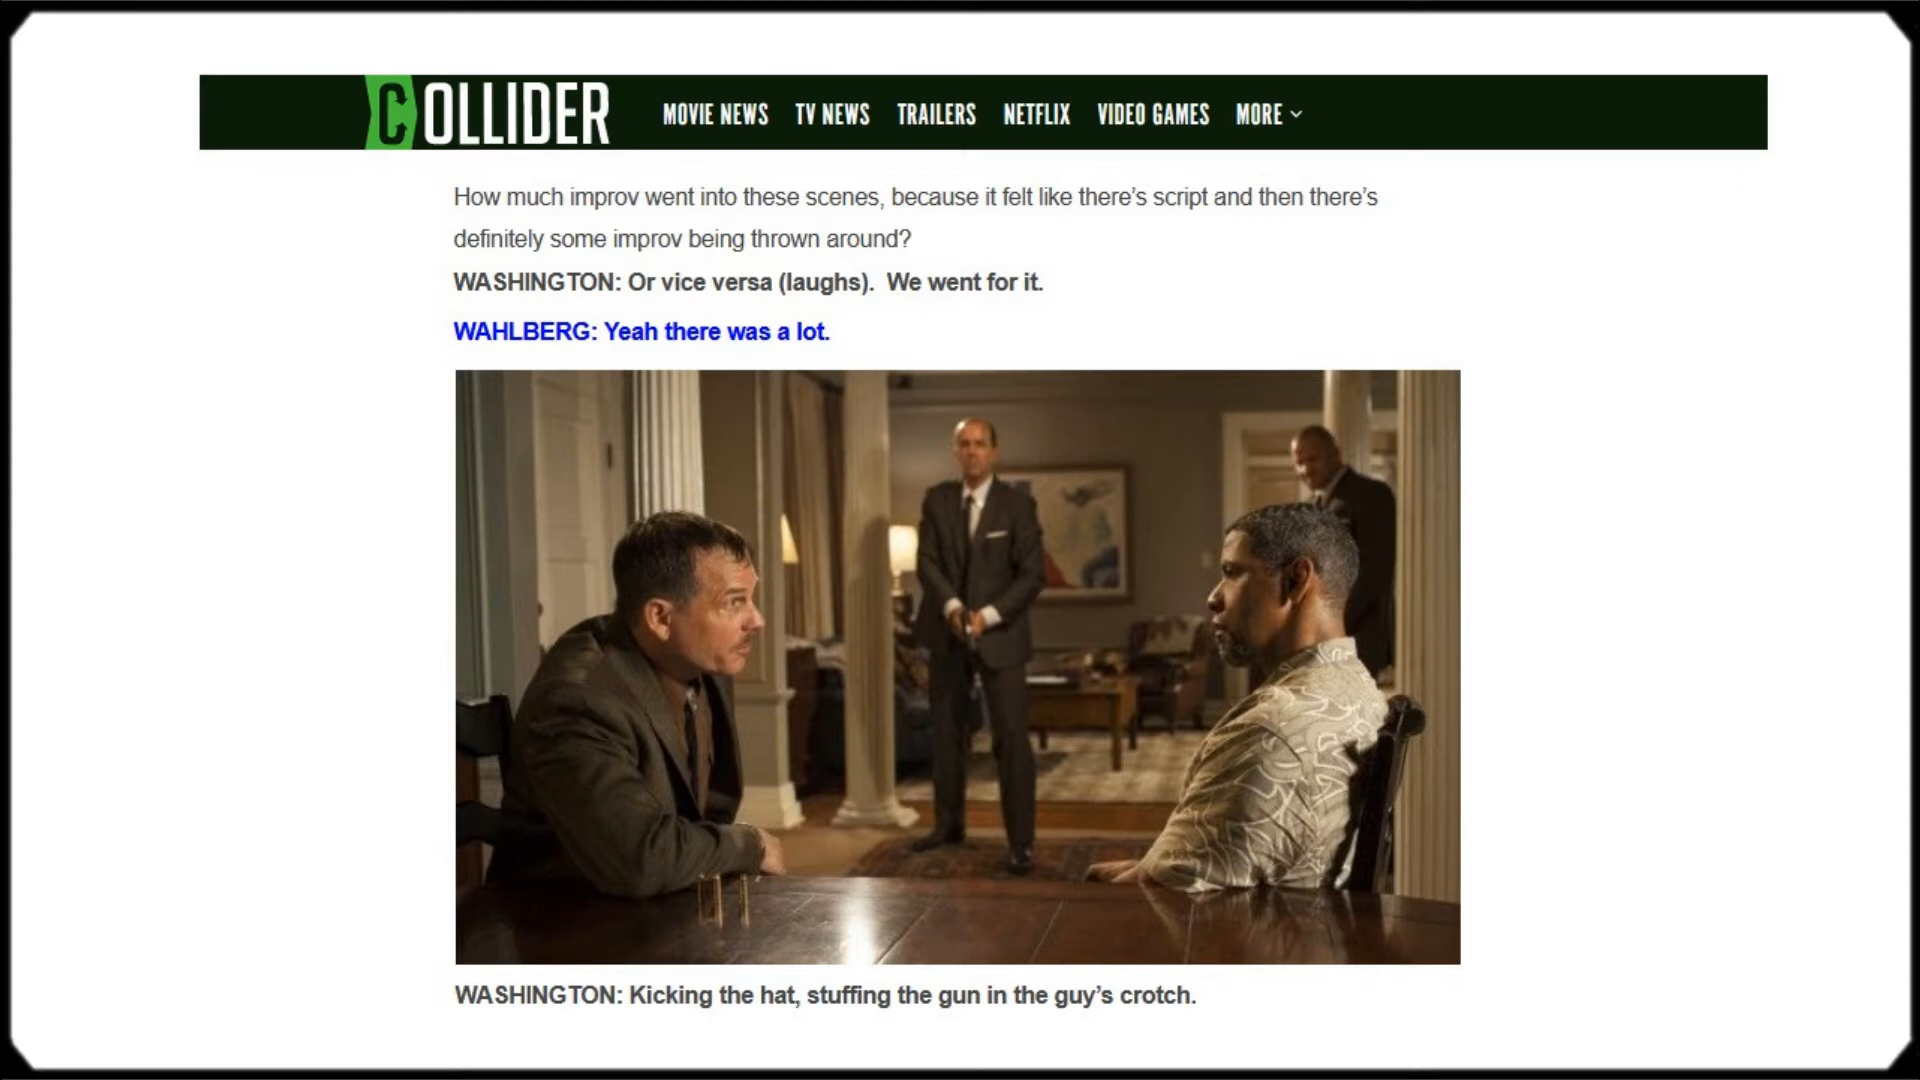 COLLIDER MOVIE NEWS TV NEWS TRAILERS NETFLIX VIDEO GAMES MORE
How much improv went into these scenes, because it felt like there’s script and then there’s
definitely some improv being thrown around?
WASHINGTON: Or vice versa (laughs).  We went for it.
WAHLBERG: Yeah there was a lot.
WASHINGTON: Kicking the hat, stuffing the gun in the guy’s crotch.